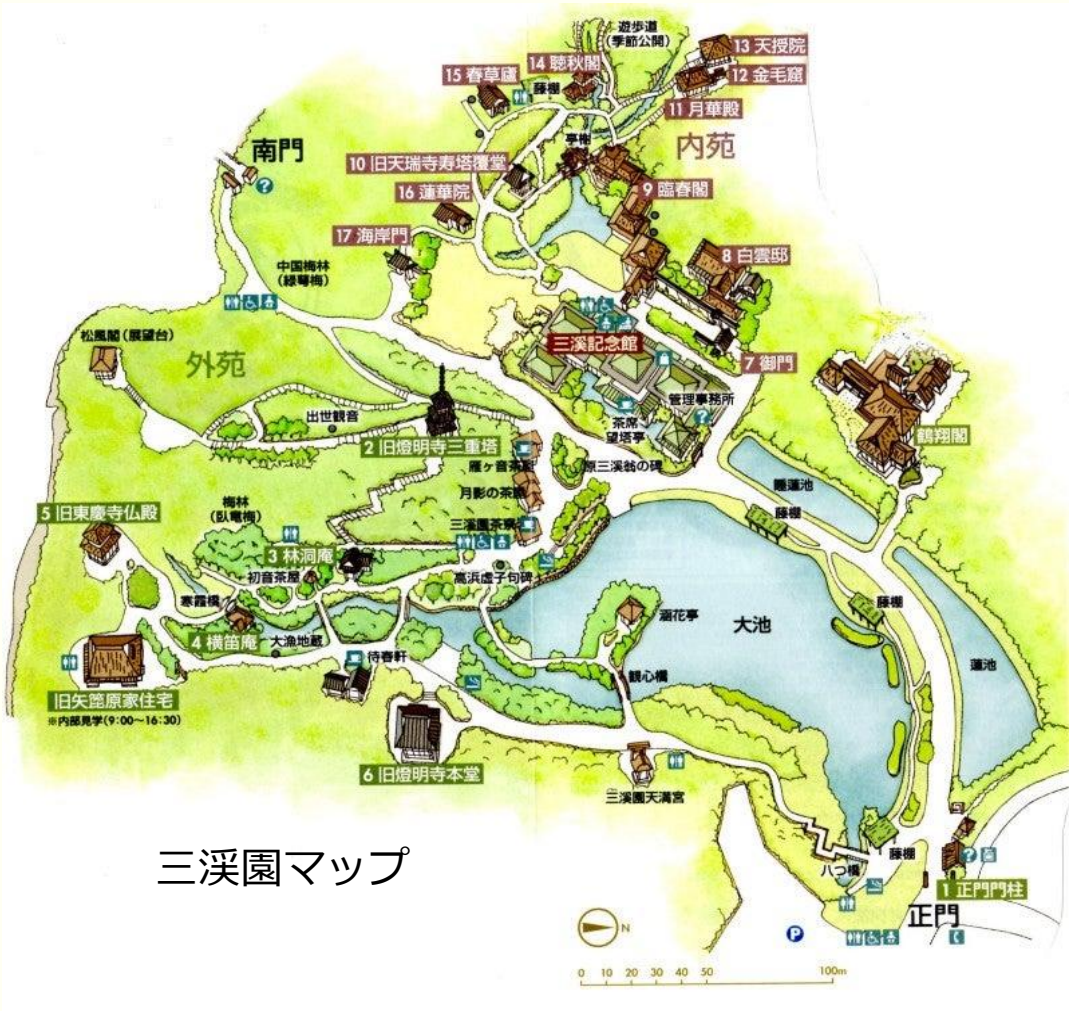 遊歩道
(季節公開)
13 天授院
14 聴秋閣
12 金毛窟
15 春草廬
藤棚
11 月華殿
亭榭
内苑
南門
10 旧天瑞寺寿塔覆堂
9 臨春閣
16 蓮華院
17 海岸門
8 白雲邸
中国梅林
(緑萼梅)
松風閣(展望台)
三溪記念館
7 御門
外苑
管理事務所
茶席
望塔亭
出世観音
2 旧燈明寺三重塔
鶴翔閣
雁ヶ音茶
原三溪翁の碑
月影の茶
睡蓮池
梅林
(臥竜梅)
5 旧東慶寺仏殿
藤棚
三溪園茶寮
3 林洞庵
初音茶屋
高浜虚子句碑
寒霞橋
涵花亭
大池
藤棚
4 横笛庵
大漁地蔵
待春軒
蓮池
観心橋
旧矢箆原家住宅
※内部見学(9:00〜16:30)
6 旧燈明寺本堂
三溪園天満宮
三渓園マップ
八つ橋
藤棚
1 正門門柱
正門
N
P
0 10 20 30 40 50 100m